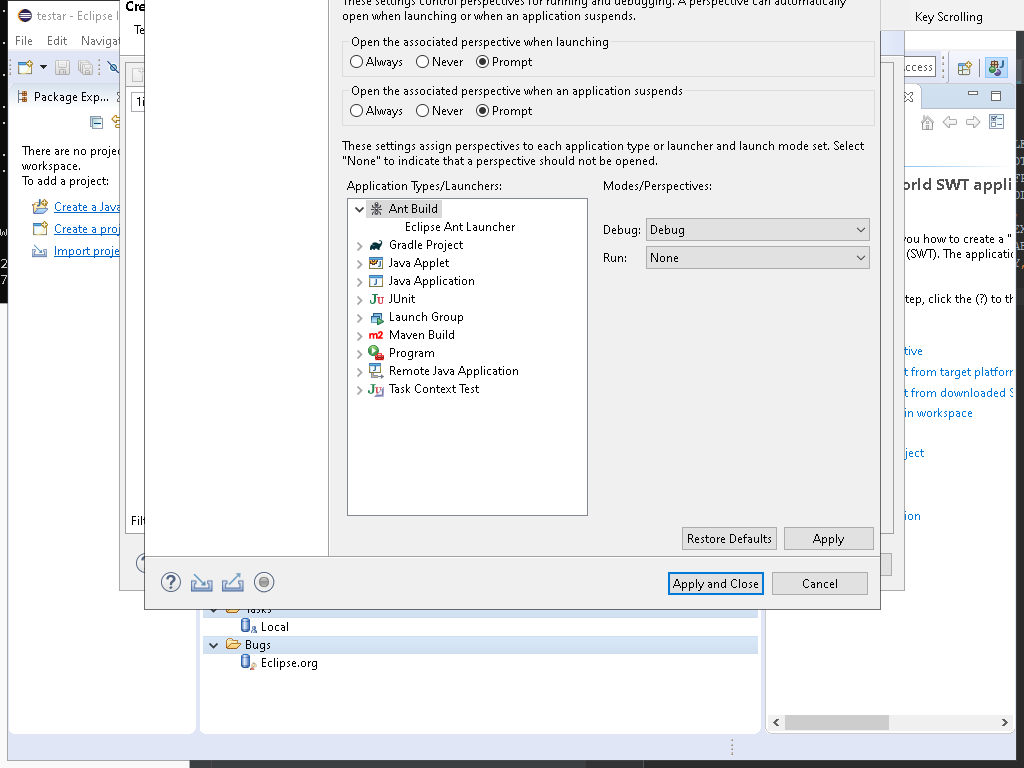 These settings control perspectives for running and debugging. A perspective can automatically
open when launching or when an application suspends.
Key Scrolling
testar - Eclipse I
Cre
Te
File Edit Navigat
Open the associated perspective when launching
Always Never Prompt
ccess
Package Exp...
Open the associated perspective when an application suspends
Always Never Prompt
There are no proje
workspace.
To add a project:
Create a Java
Create a proj
Import proje
These settings assign perspectives to each application type or launcher and launch mode set. Select
"None" to indicate that a perspective should not be opened.
Application Types/Launchers:
Modes/Perspectives:
Ant Build
Eclipse Ant Launcher
Gradle Project
Java Applet
Java Application
JUnit
Launch Group
Maven Build
Program
Remote Java Application
Task Context Test
Debug: Debug
Run: None
orld SWT appli
you how to create a "
(SWT). The applicatio
tep, click the (?) to th
tive
t from target platform
t from downloaded S
in workspace
ject
ion
Filt
Restore Defaults
Apply
Apply and Close
Cancel
Tasks
Local
Bugs
Eclipse.org